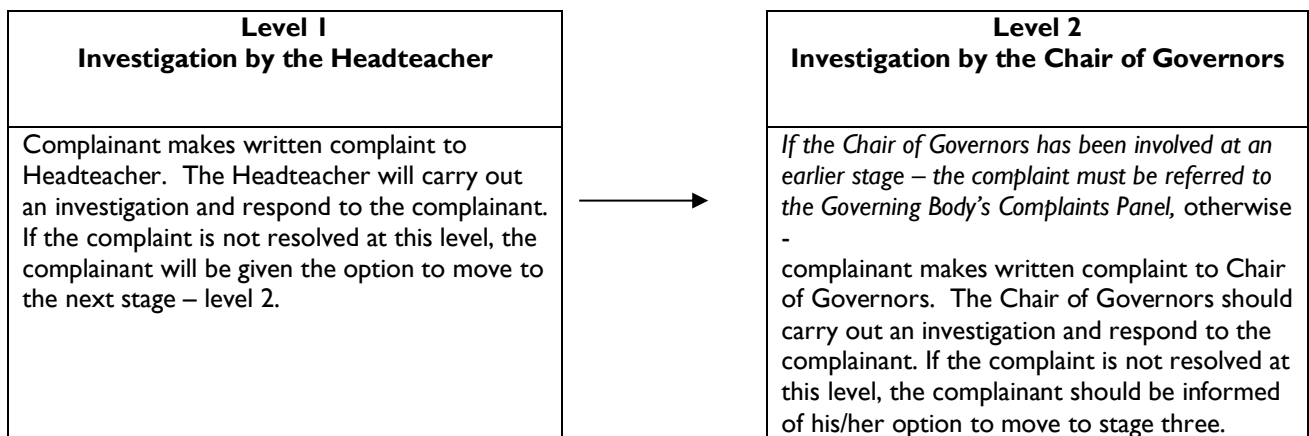 Level 1
Investigation by the Headteacher
Complainant makes written complaint to
Headteacher.  The Headteacher will carry out
an investigation and respond to the complainant.
If the complaint is not resolved at this level, the
complainant will be given the option to move to
the next stage – level 2.
Level 2
Investigation by the Chair of Governors
If the Chair of Governors has been involved at an
earlier stage – the complaint must be referred to
the Governing Body’s Complaints Panel, otherwise
-
complainant makes written complaint to Chair
of Governors.  The Chair of Governors should
carry out an investigation and respond to the
complainant. If the complaint is not resolved at
this level, the complainant should be informed
of his/her option to move to stage three.